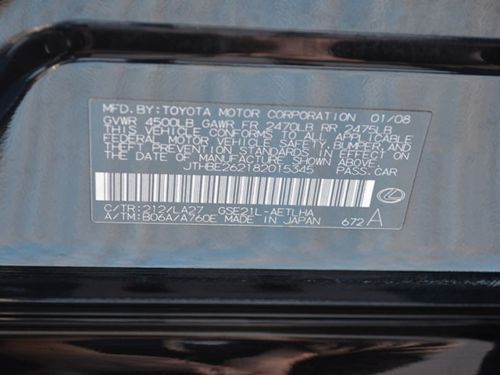 MFD. BY: TOYOTA MOTOR CORPORATION 01/08
GVWR 4500LB GAWR FR 2470LB RR 2475LB
THIS VEHICLE CONFORMS TO ALL APPLICABLE
FEDERAL MOTOR VEHICLE SAFETY, BUMPER, AND
THEFT PREVENTION STANDARDS IN EFFECT ON
THE DATE OF MANUFACTURE SHOWN ABOVE.
JTHBE262182015345 PASS. CAR
C/TR: 212/LA27 GSE21L-AETLHA
A/TM: B06A/A760E MADE IN JAPAN 672 A